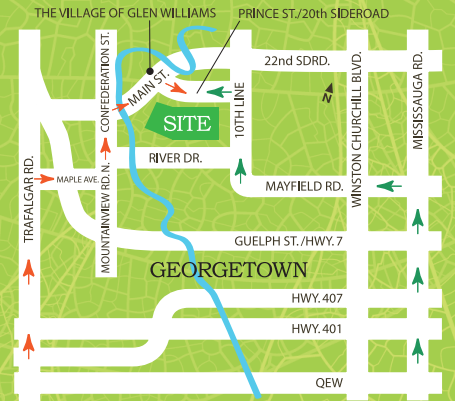 THE VILLAGE OF GLEN WILLIAMS
PRINCE ST./20th SIDEROAD
22nd SDRD.
CONFEDERATION ST.
MAIN ST.
N
WINSTON CHURCHILL BLVD.
MISSISSAUGA RD.
10TH LINE
SITE
RIVER DR.
TRAFALGAR RD.
MAPLE AVE.
MOUNTAINVIEW RD.N.
MAYFIELD RD.
GUELPH ST./HWY.7
GEORGETOWN
HWY.407
HWY.401
QEW